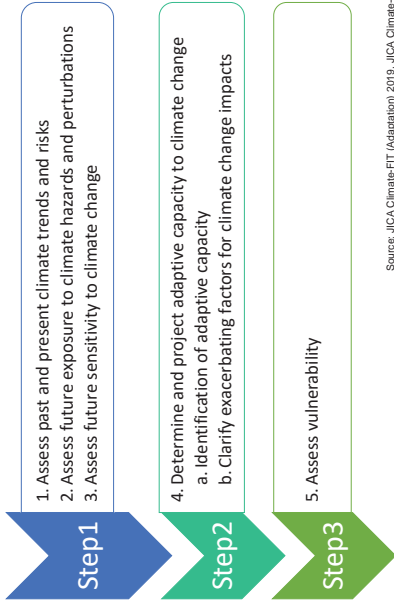 Step1
1. Assess past and present climate trends and risks
2. Assess future exposure to climate hazards and perturbations
3. Assess future sensitivity to climate change
Step2
4. Determine and project adaptive capacity to climate change
a. Identification of adaptive capacity
b. Clarify exacerbating factors for climate change impacts
Step3
5. Assess vulnerability
Source: JICA Climate-FIT (Adaptation) 2019, JICA Climate-